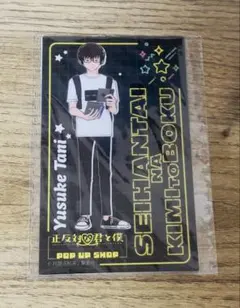 Yusuke Tani
SEIHANTAI
NA
KIMI TO BOKU
正反対な君と僕
POP UP SHOP